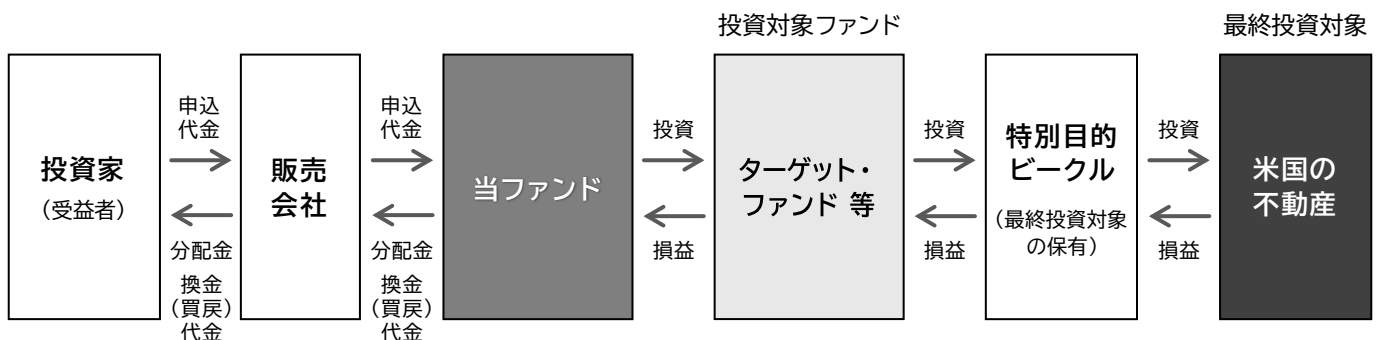 投資対象ファンド
最終投資対象
投資家
（受益者）
申込
代金
分配金
換金
（買戻）
代金
販売
会社
申込
代金
分配金
換金
（買戻）
代金
当ファンド
投資
損益
ターゲット・
ファンド 等
投資
損益
特別目的
ビークル
（最終投資対象
の保有）
投資
損益
米国の
不動産